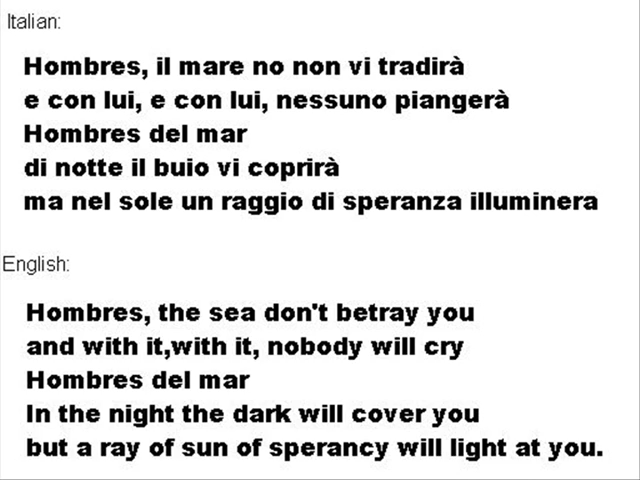 Italian:
Hombres, il mare no non vi tradirà
e con lui, e con lui, nessuno piangerà
Hombres del mar
di notte il buio vi coprirà
ma nel sole un raggio di speranza illuminera
English:
Hombres, the sea don't betray you
and with it,with it, nobody will cry
Hombres del mar
In the night the dark will cover you
but a ray of sun of sperancy will light at you.